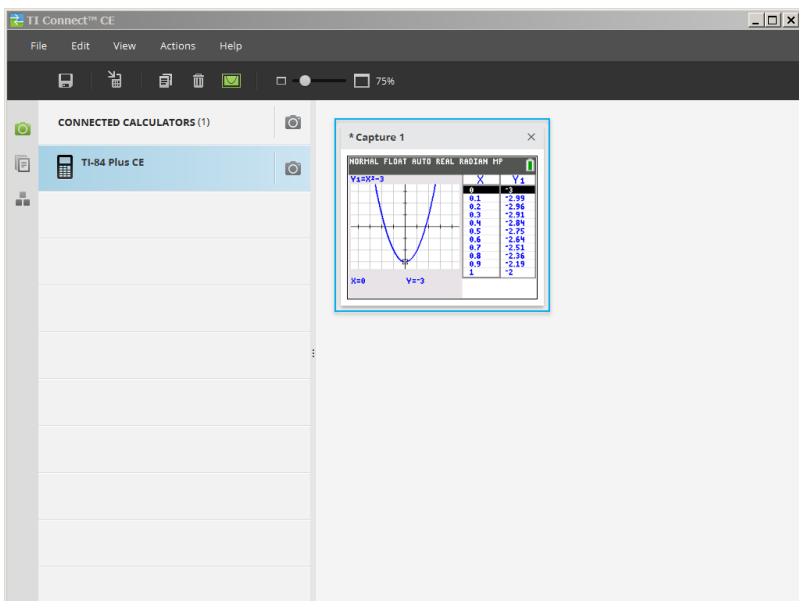 TI Connect™ CE
File Edit View Actions Help
75%
CONNECTED CALCULATORS (1)
TI-84 Plus CE
*Capture 1
NORMAL FLOAT AUTO REAL RADIAN MP
Y1=X²-3
X Y1
0 -3
0.1 -2.99
0.2 -2.96
0.3 -2.91
0.4 -2.84
0.5 -2.75
0.6 -2.64
0.7 -2.51
0.8 -2.36
0.9 -2.19
1 -2
X=0 Y=-3